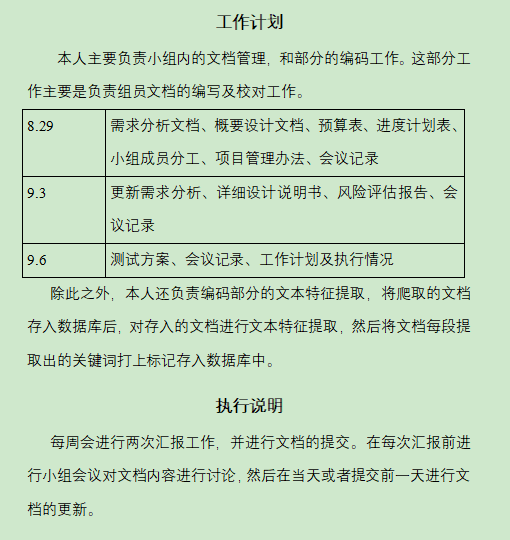 工作计划
本人主要负责小组内的文档管理，和部分的编码工作。这部分工
作主要是负责组员文档的编写及校对工作。
8.29
需求分析文档、概要设计文档、预算表、进度计划表、
小组成员分工、项目管理办法、会议记录
9.3
更新需求分析、详细设计说明书、风险评估报告、会
议记录
9.6
测试方案、会议记录、工作计划及执行情况
除此之外，本人还负责编码部分的文本特征提取，将爬取的文档
存入数据库后，对存入的文档进行文本特征提取，然后将文档每段提
取出的关键词打上标记存入数据库中。
执行说明
每周会进行两次汇报工作，并进行文档的提交。在每次汇报前进
行小组会议对文档内容进行讨论，然后在当天或者提交前一天进行文
档的更新。